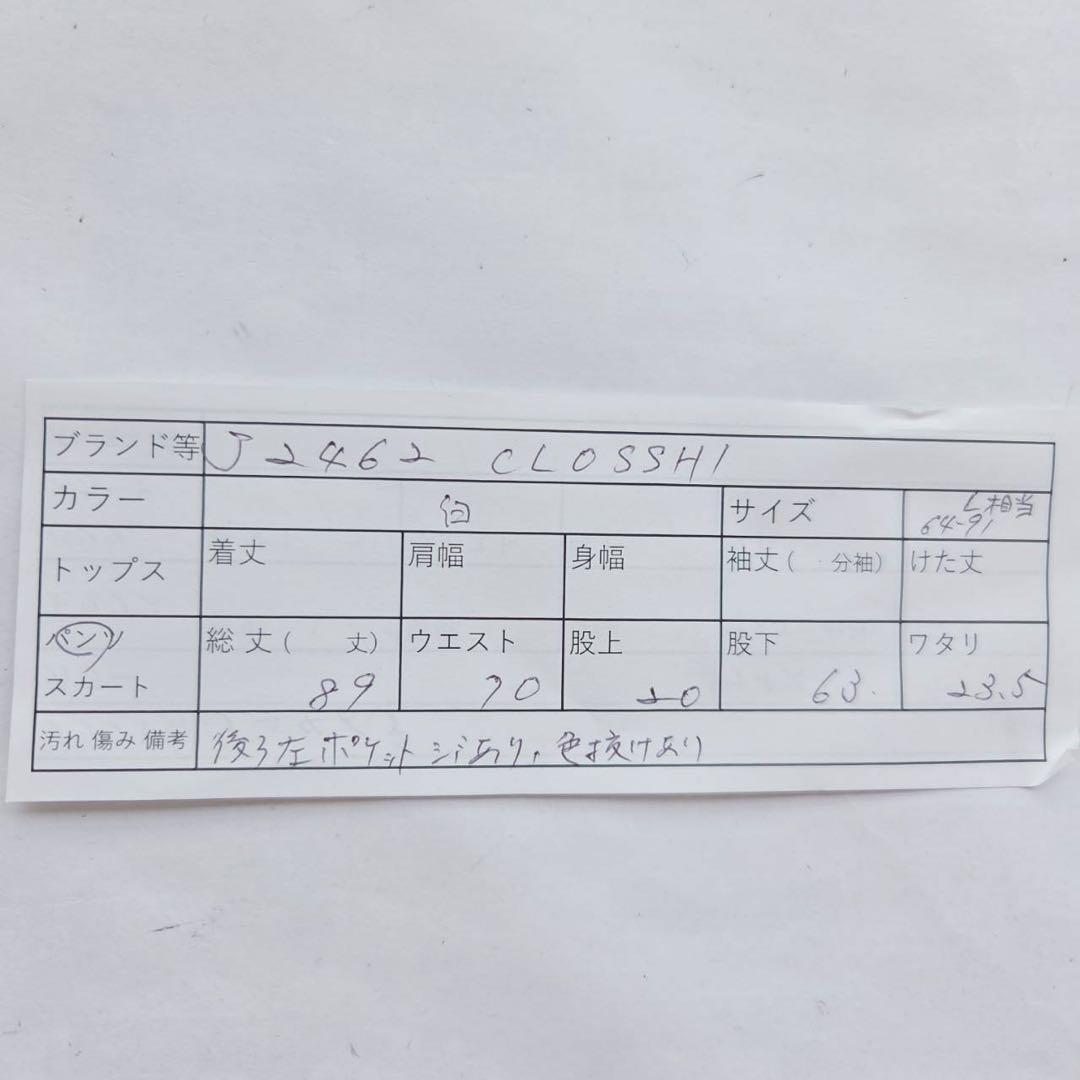 ブランド等 J2462 CLOSSHI
カラー 白 サイズ L相当 64-91
トップス 着丈 肩幅 身幅 袖丈( 分袖) けた丈
パンツ 総丈( 丈) ウエスト 股上 股下 ワタリ
スカート 89 70 20 63. 23.5
汚れ 傷み 備考 後ろ左ポケットシミあり、色抜けあり